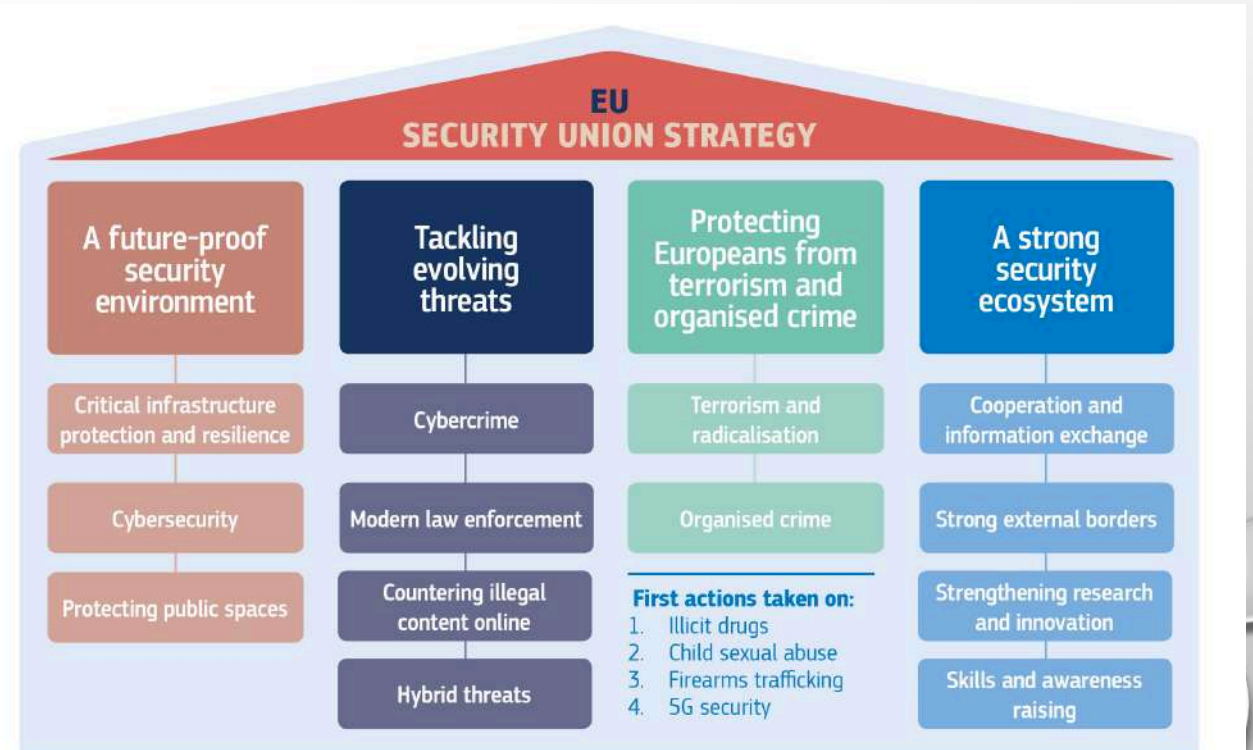 EU
SECURITY UNION STRATEGY
A future-proof
security
environment
Critical infrastructure
protection and resilience
Cybersecurity
Protecting public spaces
Tackling
evolving
threats
Cybercrime
Modern law enforcement
Countering illegal
content online
Hybrid threats
Protecting
Europeans from
terrorism and
organised crime
Terrorism and
radicalisation
Organised crime
First actions taken on:
1. Illicit drugs
2. Child sexual abuse
3. Firearms trafficking
4. 5G security
A strong
security
ecosystem
Cooperation and
information exchange
Strong external borders
Strengthening research
and innovation
Skills and awareness
raising